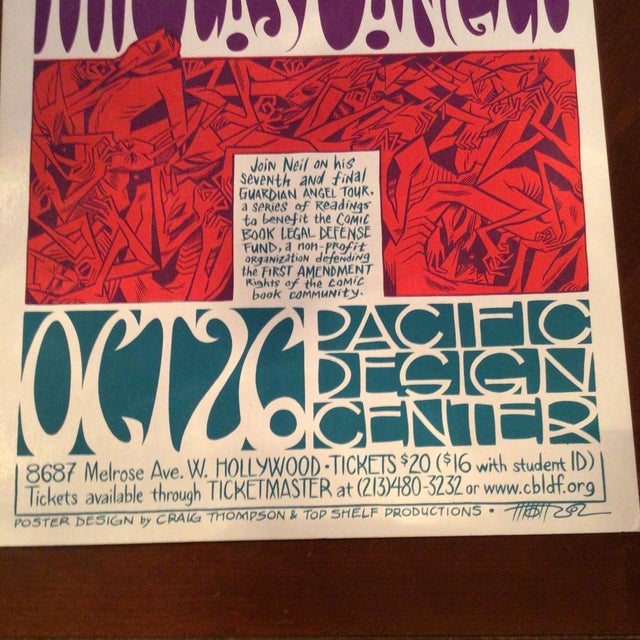 THE LAST ANGEL
Join Neil on his
seventh and final
GUARDIAN ANGEL TOUR,
a series of Readings
to benefit the COMIC
BOOK LEGAL DEFENSE
FUND, a non-profit
organization defending
the FIRST AMENDMENT
Rights of the comic
book community.
OCT 26
PACIFIC
DESIGN
CENTER
8687 Melrose Ave. W. HOLLYWOOD • TICKETS $20 ($16 with student ID)
Tickets available through TICKETMASTER at (213)480-3232 or www.cbldf.org
POSTER DESIGN by CRAIG THOMPSON & TOP SHELF PRODUCTIONS •